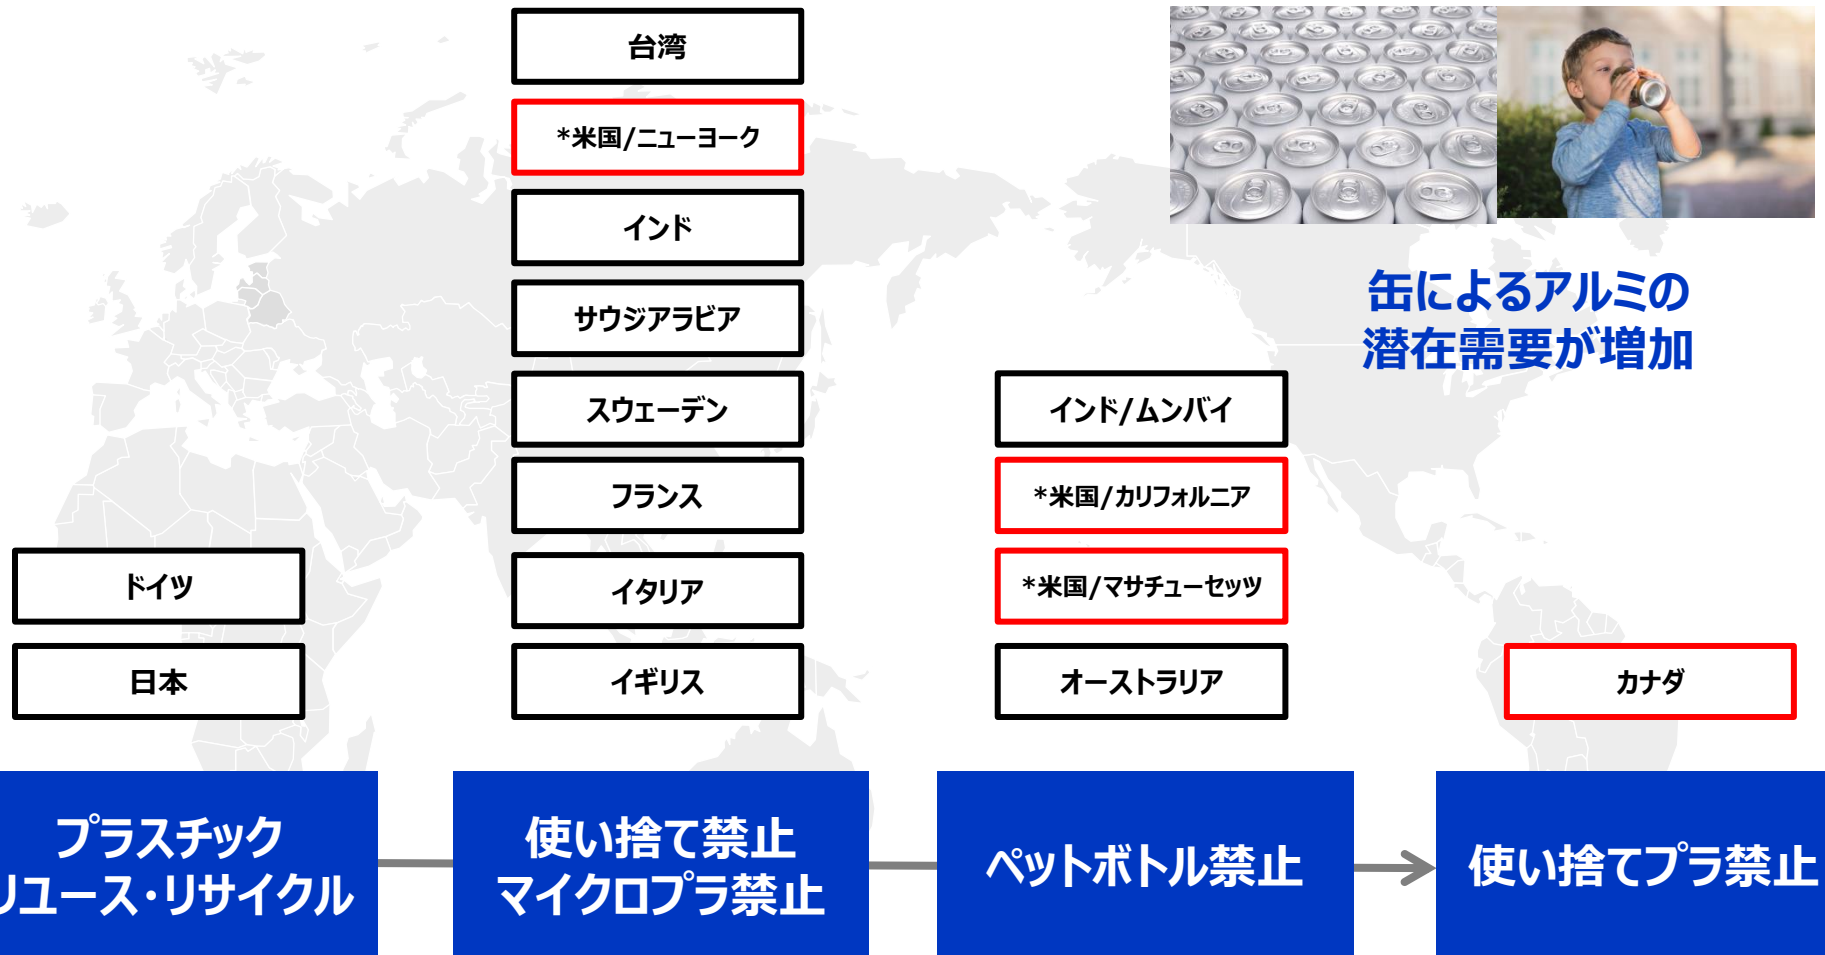 台湾
*米国/ニューヨーク
インド
サウジアラビア
スウェーデン
フランス
イタリア
イギリス
缶によるアルミの
潜在需要が増加
インド/ムンバイ
*米国/カリフォルニア
*米国/マサチューセッツ
オーストラリア
ドイツ
日本
カナダ
プラスチック
リユース・リサイクル
使い捨て禁止
マイクロプラ禁止
ペットボトル禁止
使い捨てプラ禁止